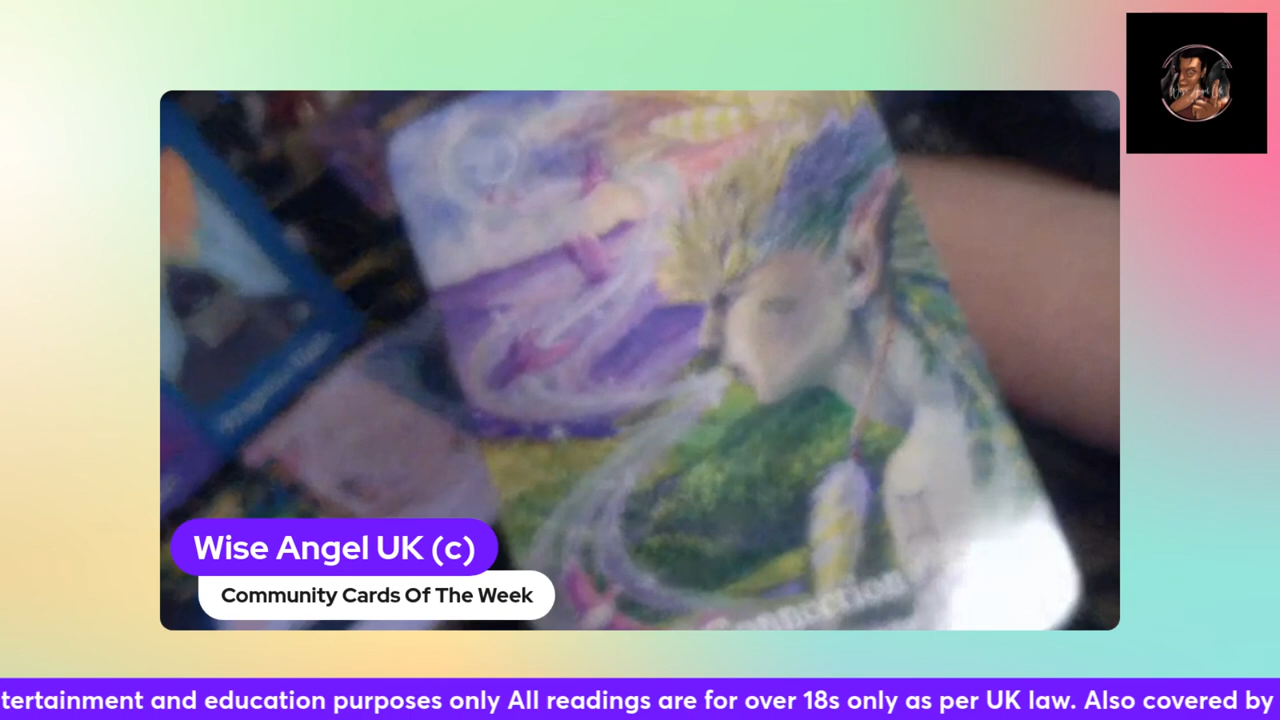 Wise Angel UK (c)
Community Cards Of The Week
Connection
tertainment and education purposes only All readings are for over 18s only as per UK law. Also covered by